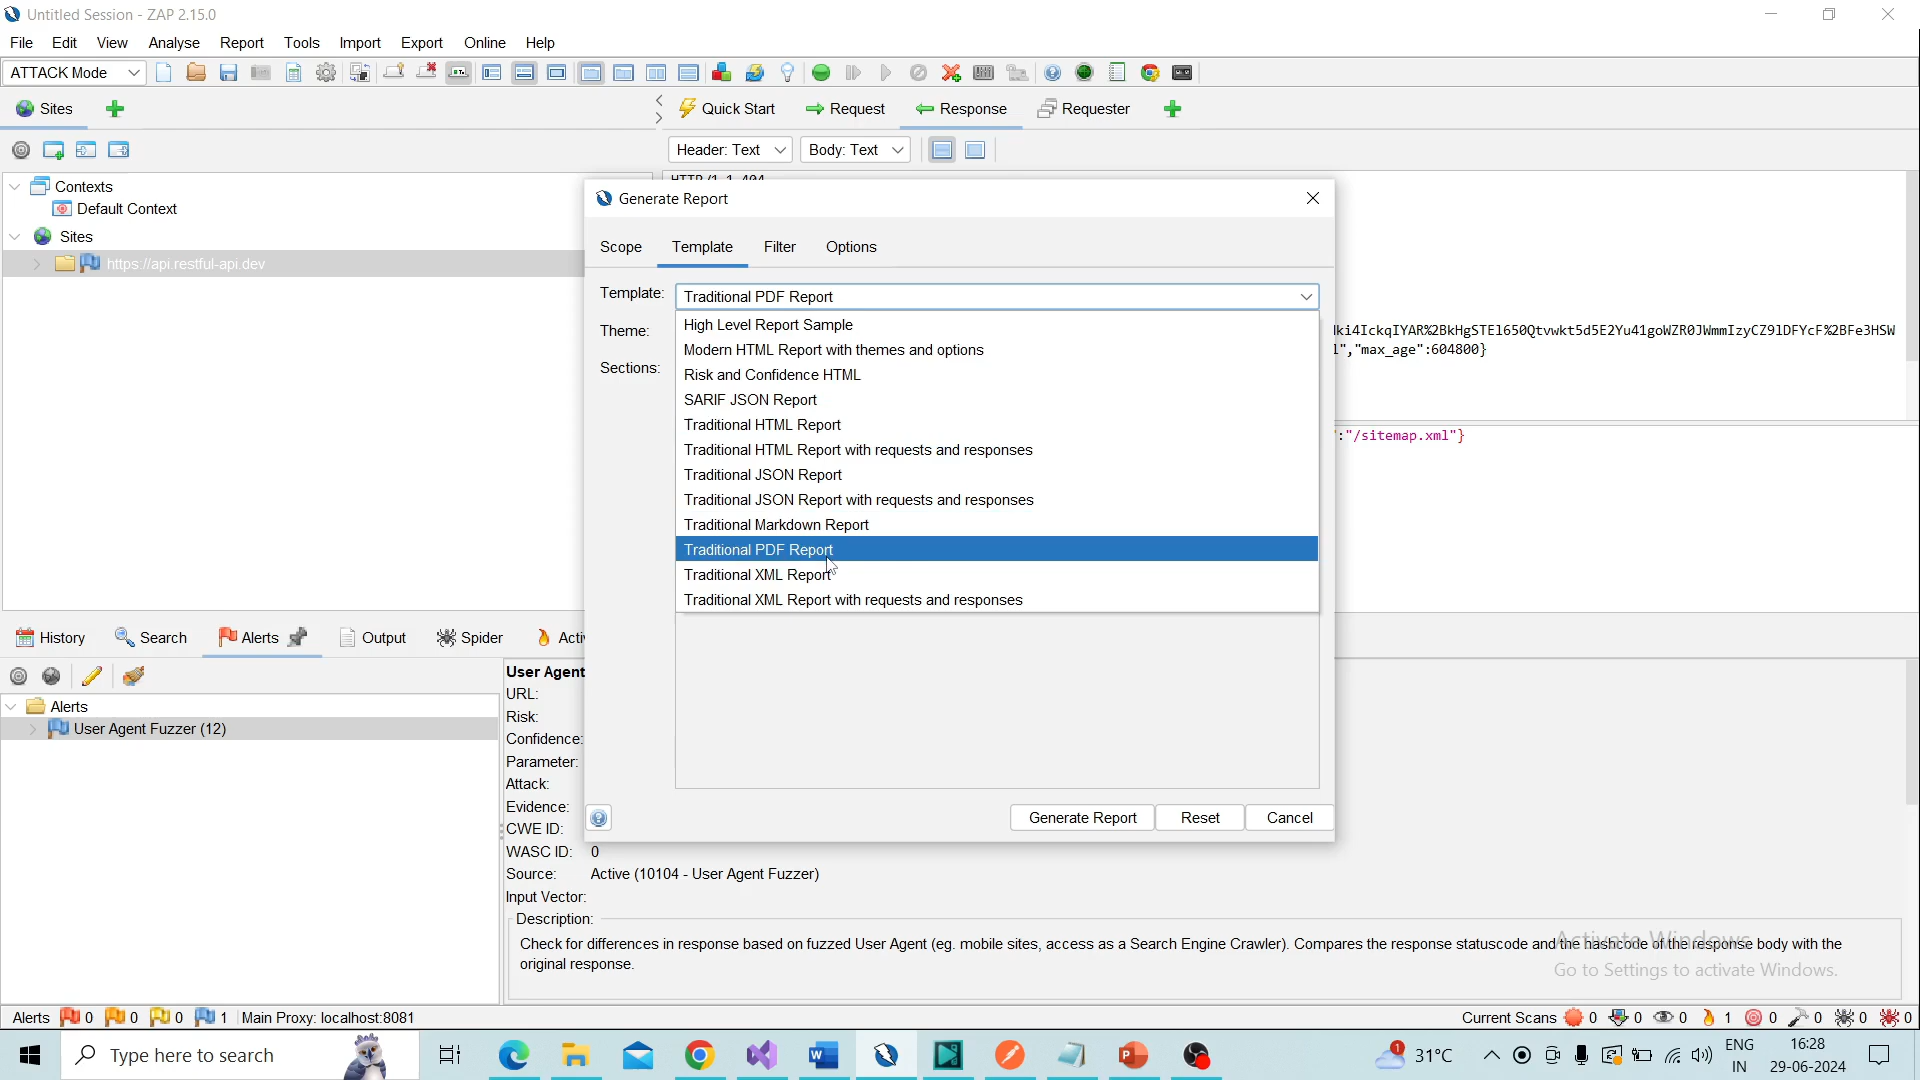 Untitled Session - ZAP 2.15.0
File Edit View Analyse Report Tools Import Export Online Help
ATTACK Mode
Sites
Quick Start Request Response Requester
Header: Text Body: Text
Contexts
Default Context
Sites
https://api.restful-api.dev
Generate Report
Scope Template Filter Options
Template: Traditional PDF Report
Theme:
Sections:
High Level Report Sample
Modern HTML Report with themes and options
Risk and Confidence HTML
SARIF JSON Report
Traditional HTML Report
Traditional HTML Report with requests and responses
Traditional JSON Report
Traditional JSON Report with requests and responses
Traditional Markdown Report
Traditional PDF Report
Traditional XML Report
Traditional XML Report with requests and responses
Generate Report Reset Cancel
ki4IckqIYAR%2BkHgSTEl650Qtvwkt5d5E2Yu41goWZR0JWmmIzyCZ9lDFYcF%2BFe3HSW
","max_age":604800}
:"/sitemap.xml"}
History Search Alerts Output Spider Acti
Alerts
User Agent Fuzzer (12)
User Agent
URL:
Risk:
Confidence:
Parameter:
Attack:
Evidence:
CWE ID:
WASC ID: 0
Source: Active (10104 - User Agent Fuzzer)
Input Vector:
Description:
Check for differences in response based on fuzzed User Agent (eg. mobile sites, access as a Search Engine Crawler). Compares the response statuscode and the hashcode of the response body with the
original response.
Activate Windows
Go to Settings to activate Windows.
Alerts 0 0 0 1 Main Proxy: localhost:8081
Current Scans 0 0 0 1 0 0 0 0
Type here to search
1 31°C
ENG
IN
16:28
29-06-2024